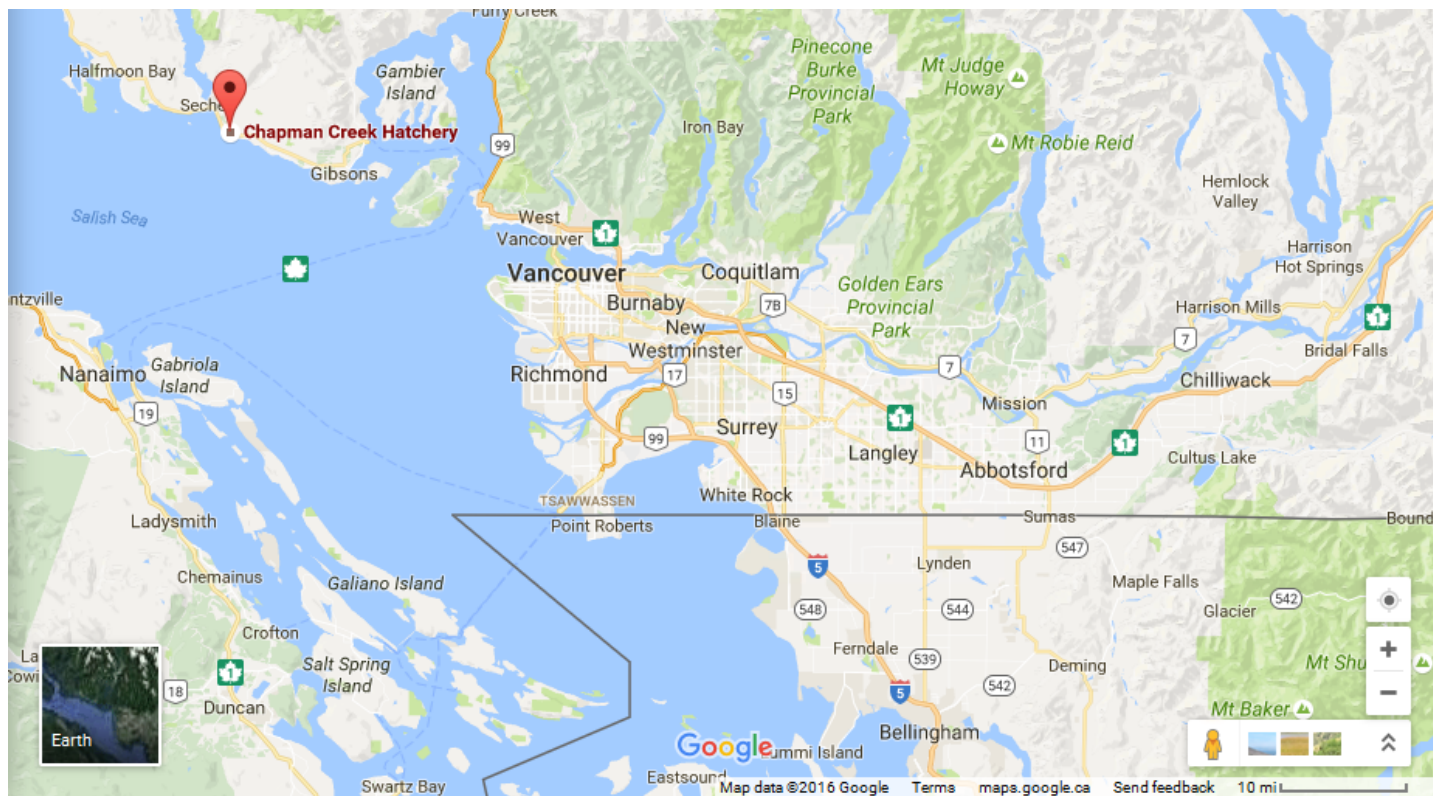 Furry Creek
Halfmoon Bay
Gambier
Island
Pinecone
Burke
Provincial
Park
Mt Judge
Howay
Seche
Chapman Creek Hatchery
99
Iron Bay
Mt Robie Reid
Gibsons
Hemlock
Valley
Salish Sea
West
Vancouver
1
Harrison
Hot Springs
Vancouver
Coquitlam
Golden Ears
Provincial
Park
ntzville
Burnaby
7B
Harrison Mills
1
New
Westminster
7
Bridal Falls
Gabriola
Island
Nanaimo
Richmond
17
7
Chilliwack
15
19
Mission
Surrey
1
99
11
1
Langley
Abbotsford
Cultus Lake
White Rock
TSAWWASSEN
Point Roberts
Ladysmith
Blaine
Sumas
Bound
547
5
Lynden
Chemainus
Galiano Island
Maple Falls
548
544
Glacier
542
Crofton
Ferndale
539
Salt Spring
Island
1
18
Deming
Mt Shu
542
5
Duncan
Mt Baker
Earth
Bellingham
Google
ummi Island
Eastsound
Swartz Bay
Map data ©2016 Google Terms maps.google.ca Send feedback 10 mi